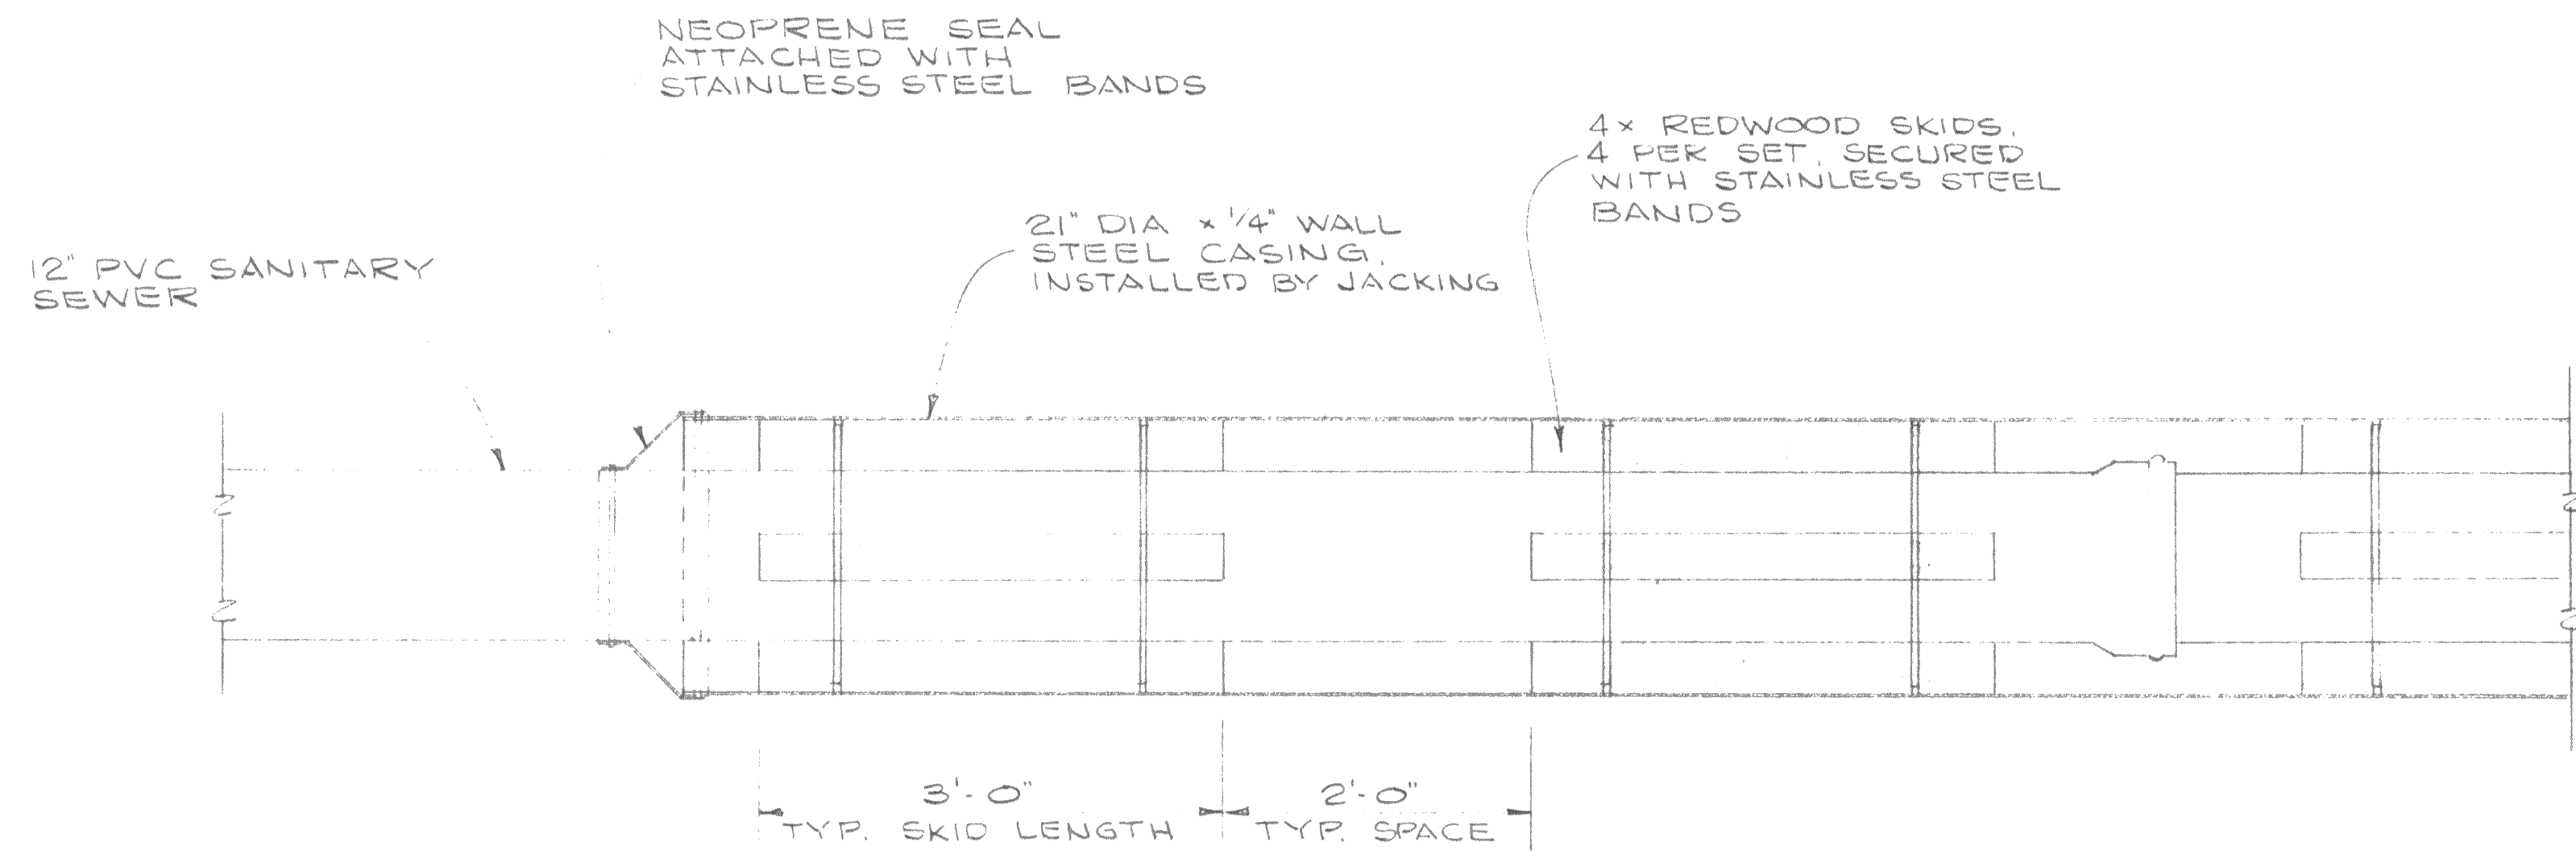 NEOPRENE SEAL
ATTACHED WITH
STAINLESS STEEL BANDS
4x REDWOOD SKIDS.
4 PER SET, SECURED
WITH STAINLESS STEEL
BANDS
21" DIA x 1/4" WALL
STEEL CASING.
INSTALLED BY JACKING
12" PVC SANITARY
SEWER
3'-0"
TYP. SKID LENGTH
2'-0"
TYP. SPACE